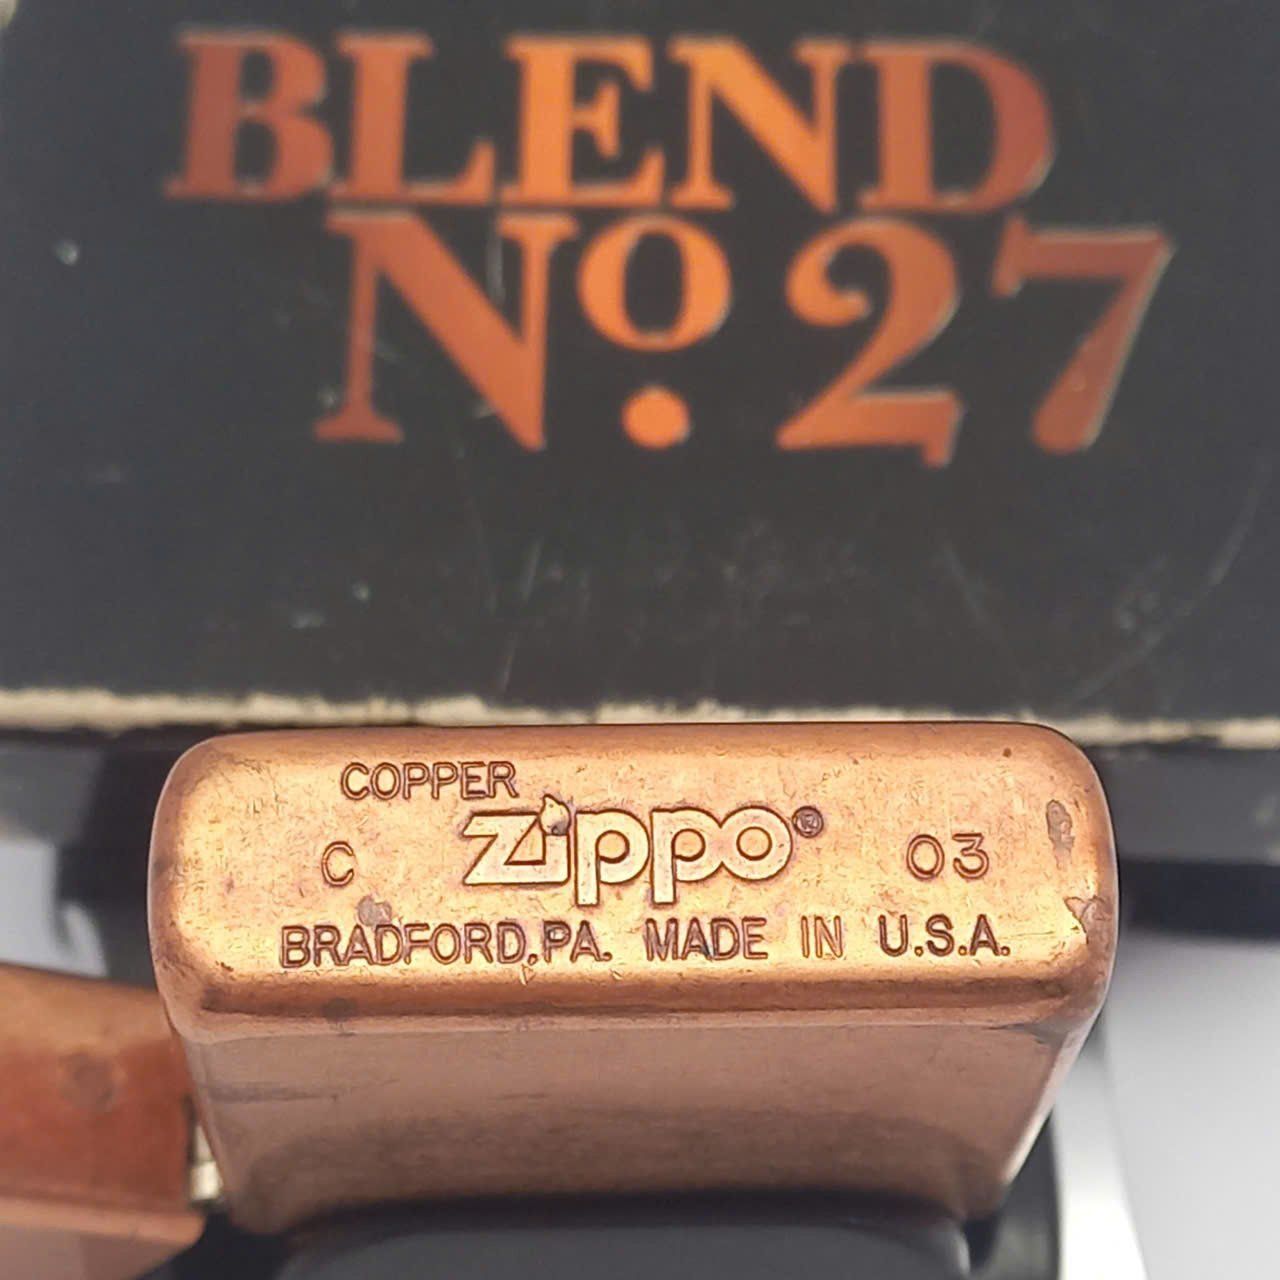 BLEND
No. 27
COPPER
C zippo® 03
BRADFORD, PA. MADE IN U.S.A.